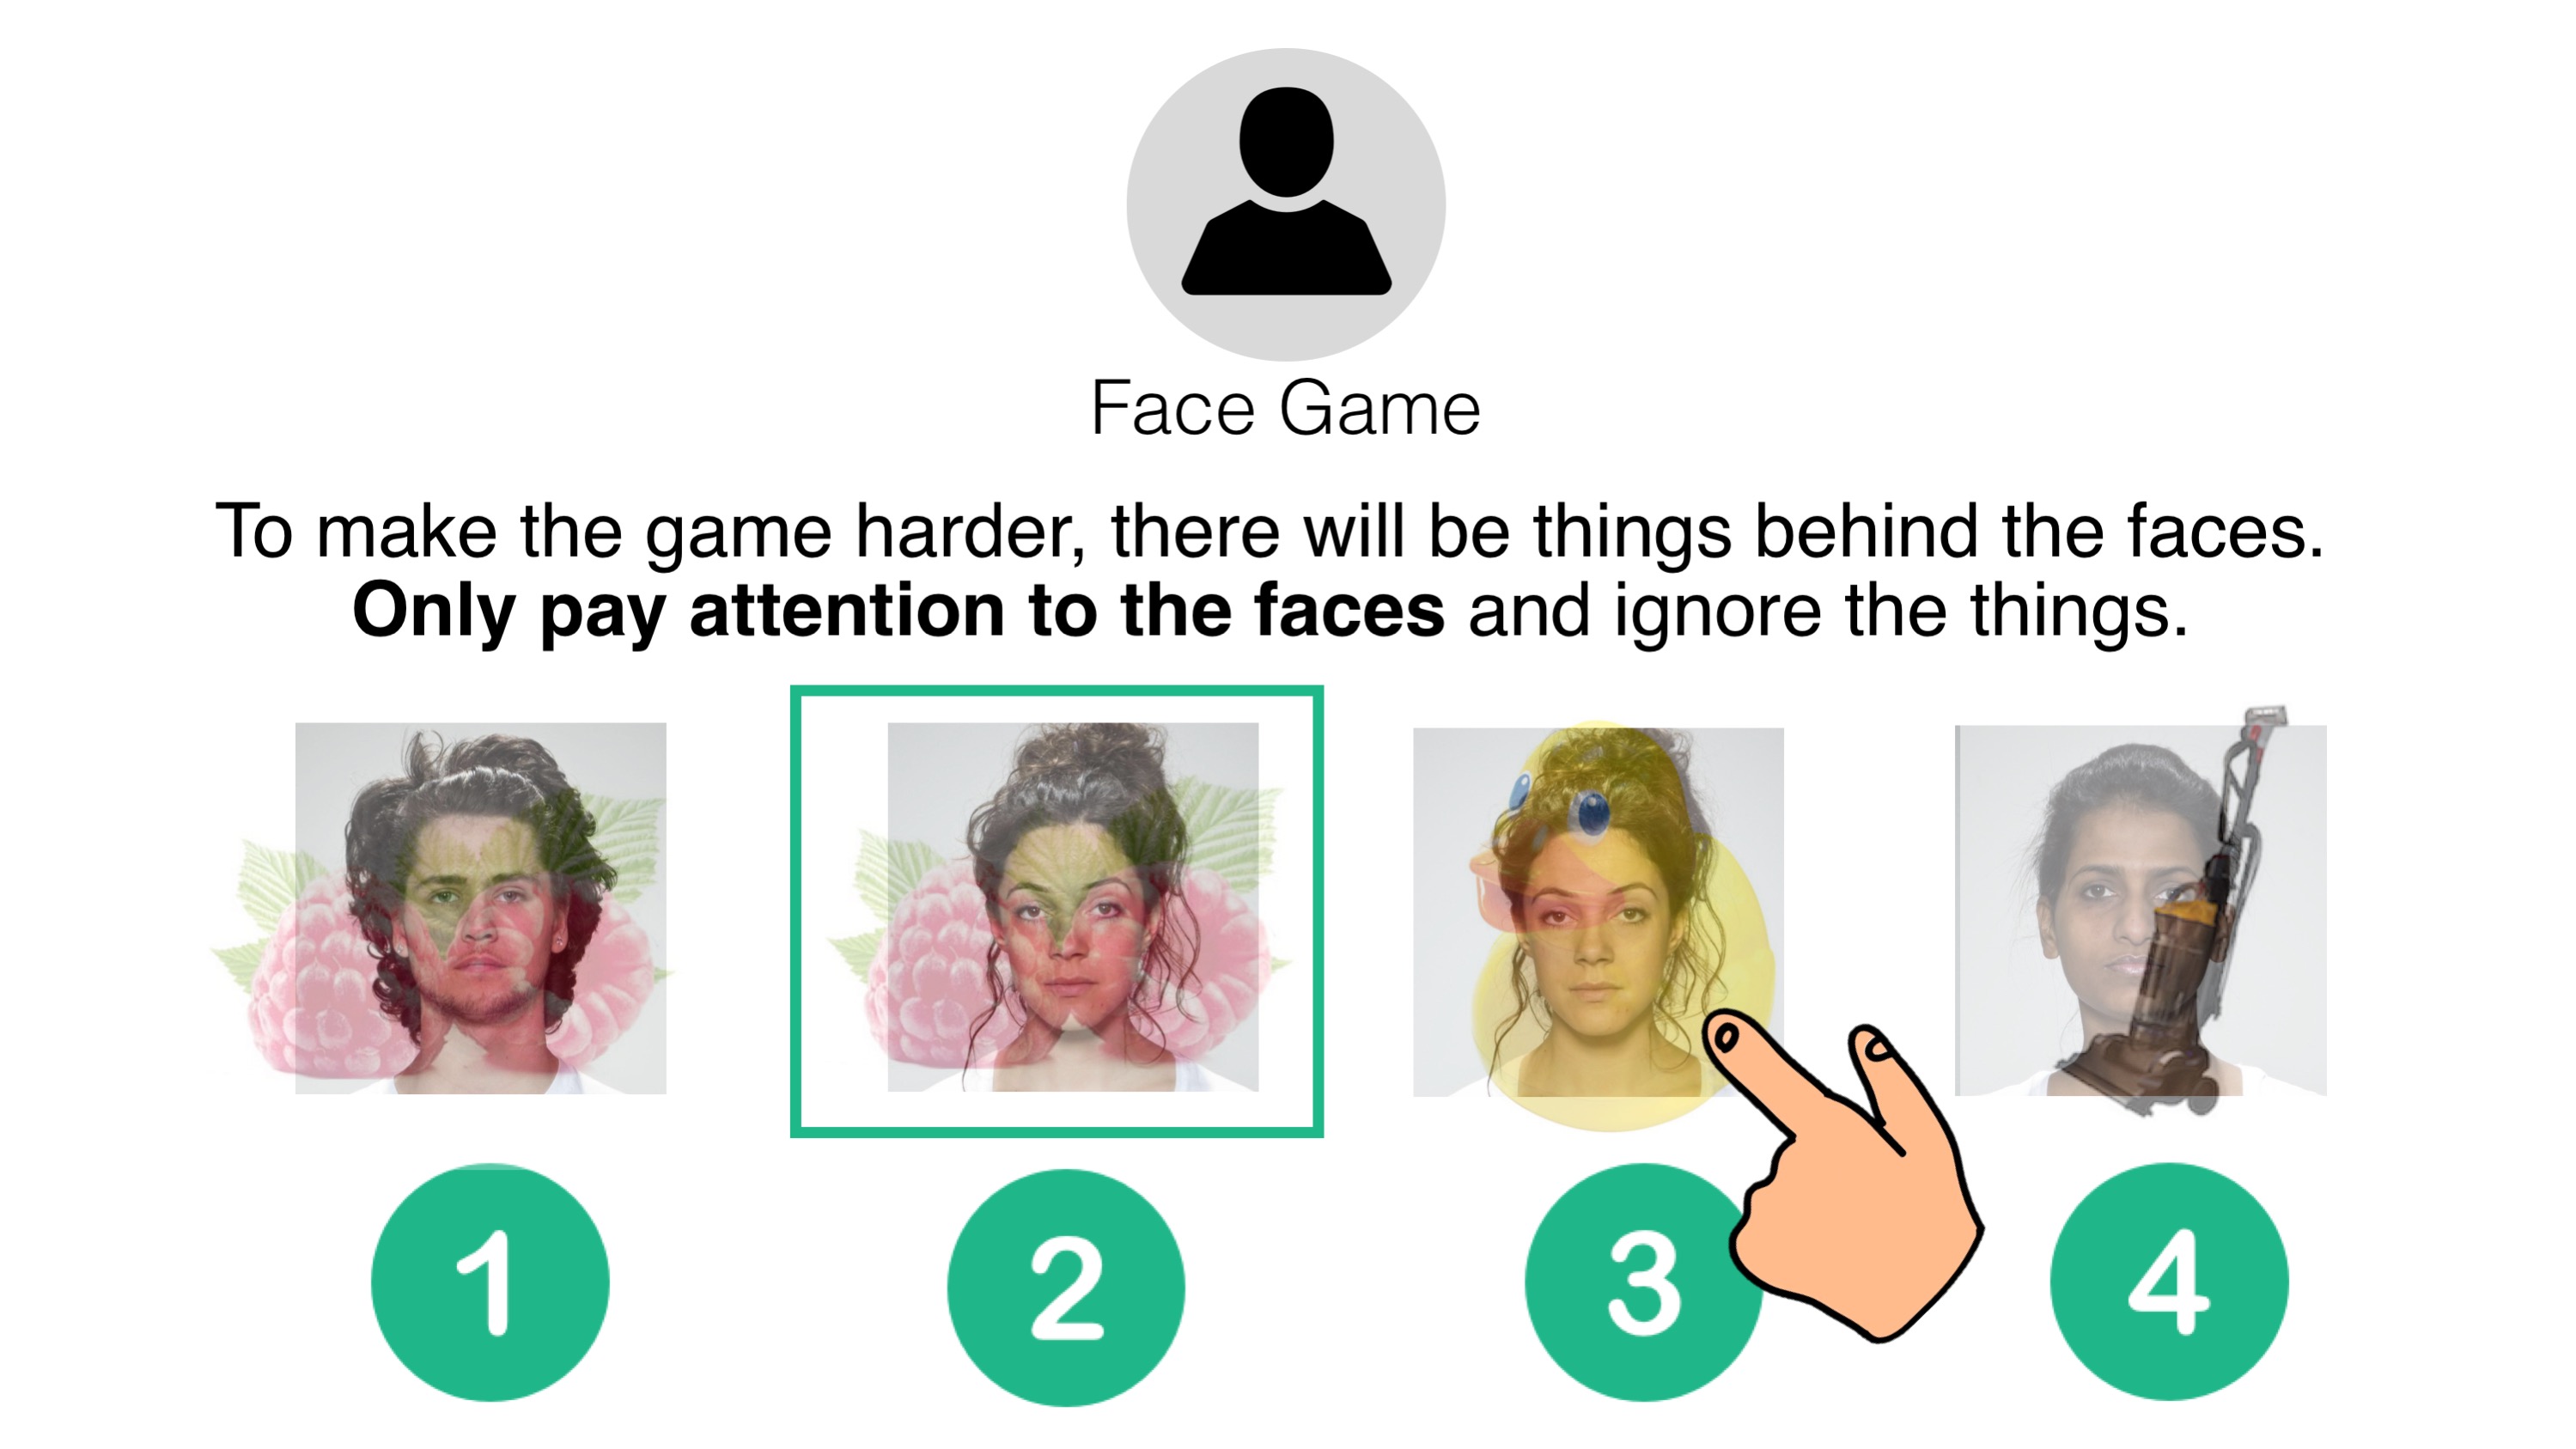 Face Game
To make the game harder, there will be things behind the faces.
Only pay attention to the faces and ignore the things.
1 2 3 4